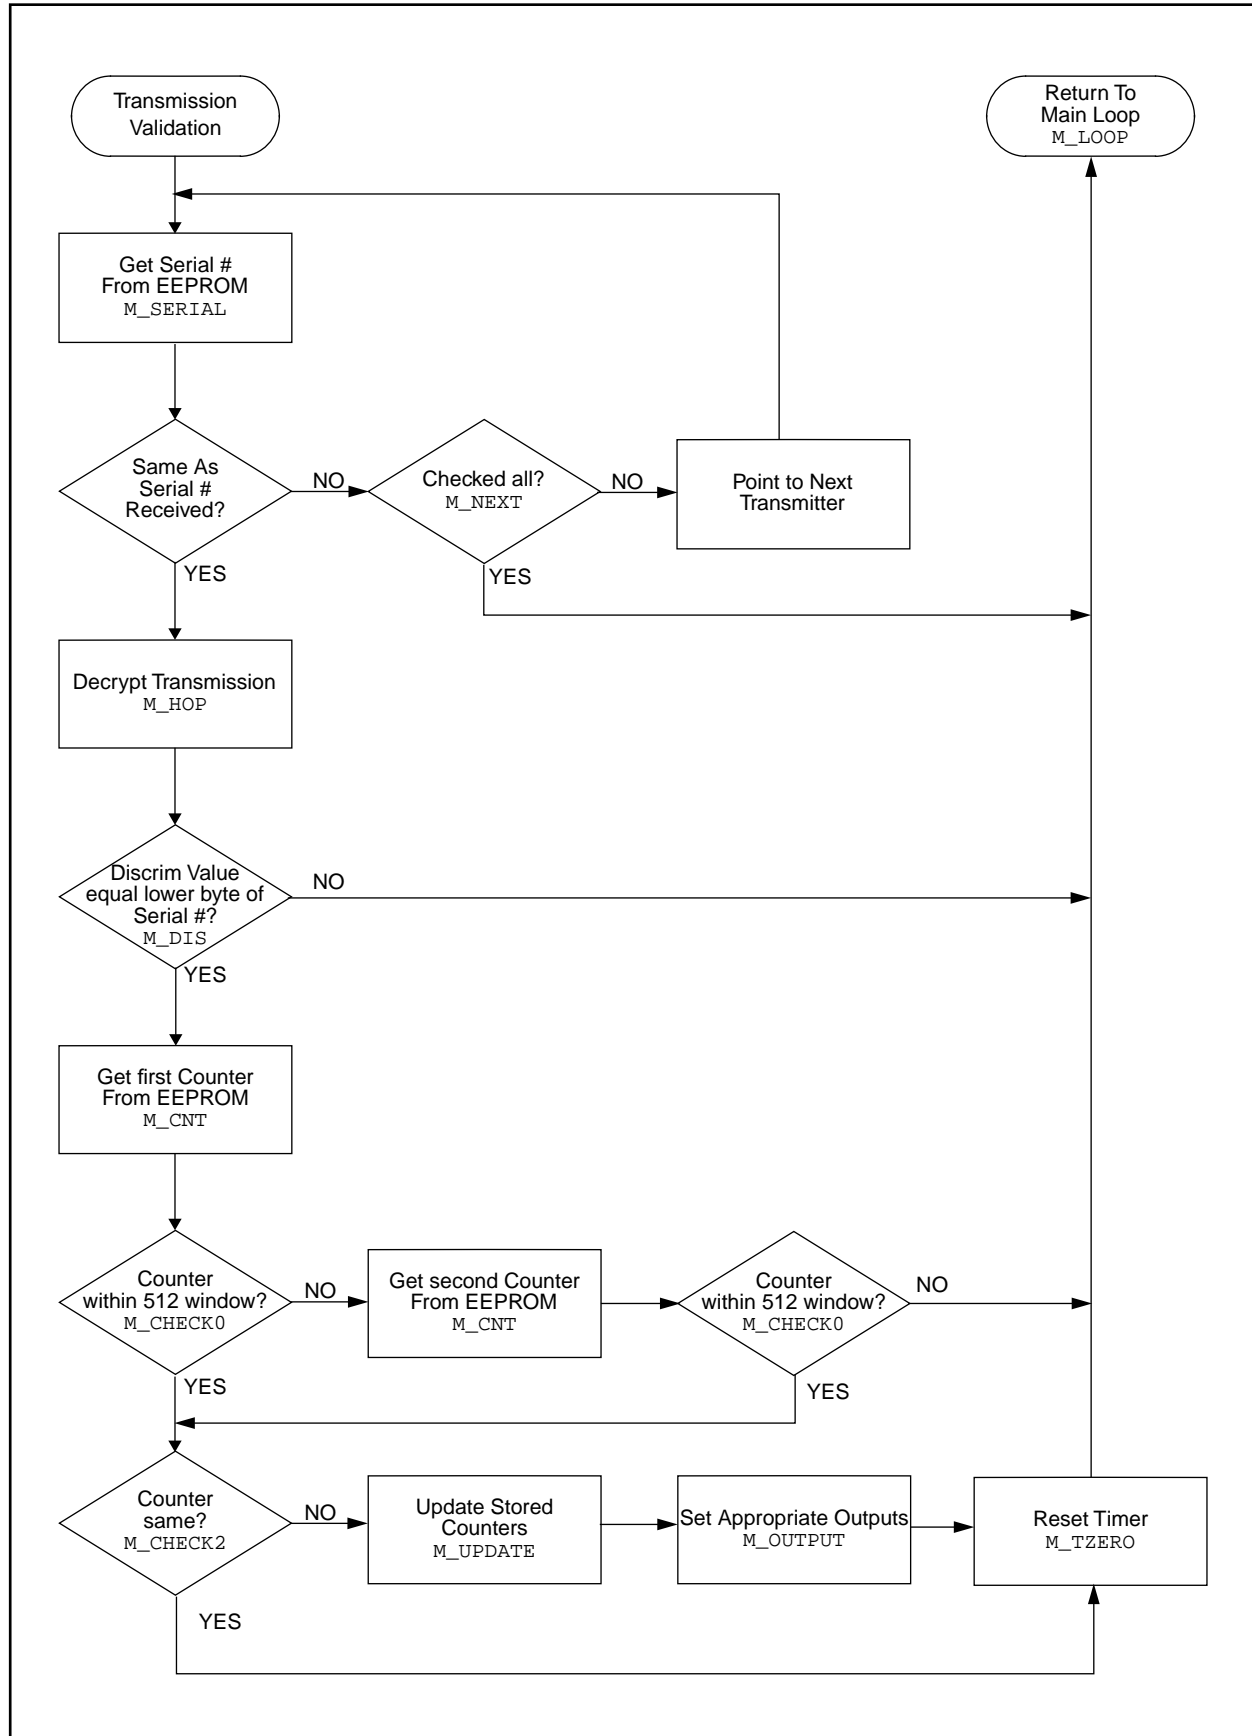 Transmission
Validation
Return To
Main Loop
M_LOOP
Get Serial #
From EEPROM
M_SERIAL
Same As
Serial #
Received?
NO
Checked all?
M_NEXT
NO
Point to Next
Transmitter
YES
YES
Decrypt Transmission
M_HOP
Discrim Value
equal lower byte of
Serial #?
M_DIS
NO
YES
Get first Counter
From EEPROM
M_CNT
Counter
within 512 window?
M_CHECK0
NO
Get second Counter
From EEPROM
M_CNT
Counter
within 512 window?
M_CHECK0
NO
YES
YES
Counter
same?
M_CHECK2
NO
Update Stored
Counters
M_UPDATE
Set Appropriate Outputs
M_OUTPUT
Reset Timer
M_TZERO
YES